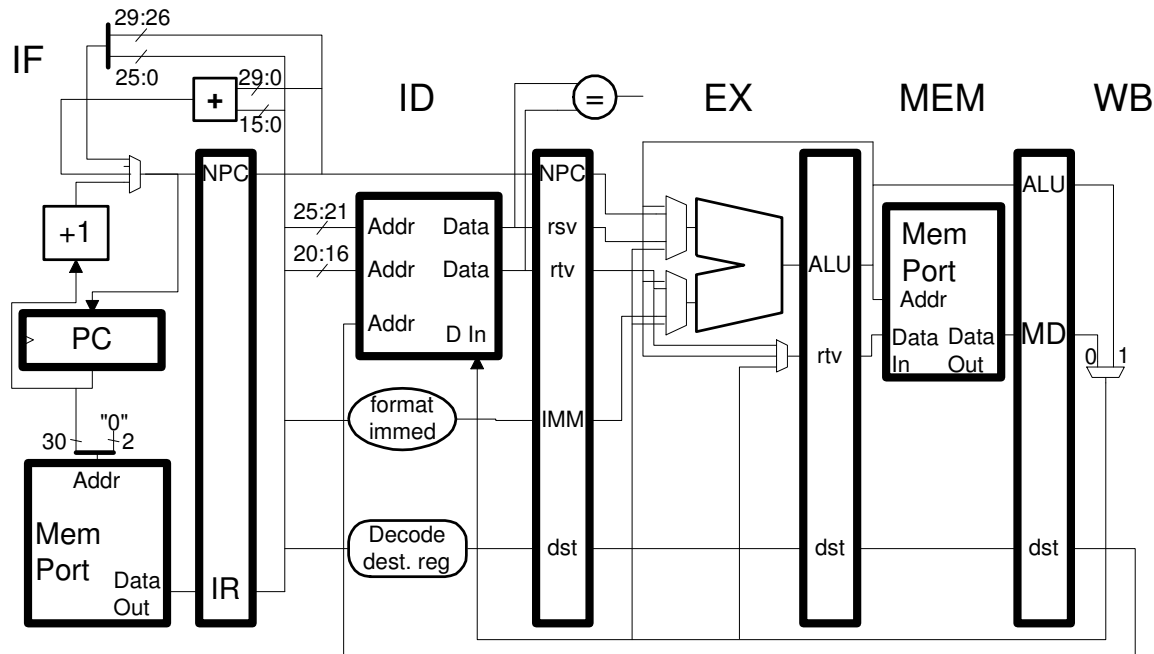 29:26
IF
25:0
+
29:0
15:0
ID
=
EX
MEM
WB
NPC
NPC
ALU
+1
25:21
Addr
Data
rsv
20:16
Addr
Data
rtv
ALU
Mem
Port
Addr
PC
Addr
D In
Data
In
Data
Out
MD
0
1
rtv
format
immed
IMM
30
"0"
2
Addr
Mem
Port
Data
Out
IR
Decode
dest. reg
dst
dst
dst